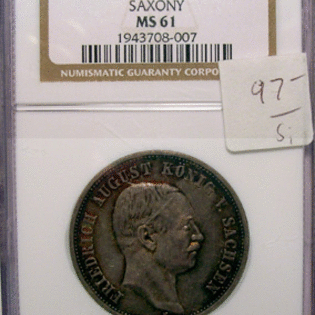 SAXONY
MS 61
1943708-007
NUMISMATIC GUARANTY CORPO
97-
FRIEDRICH AUGUST KÖNIG V. SACHSEN